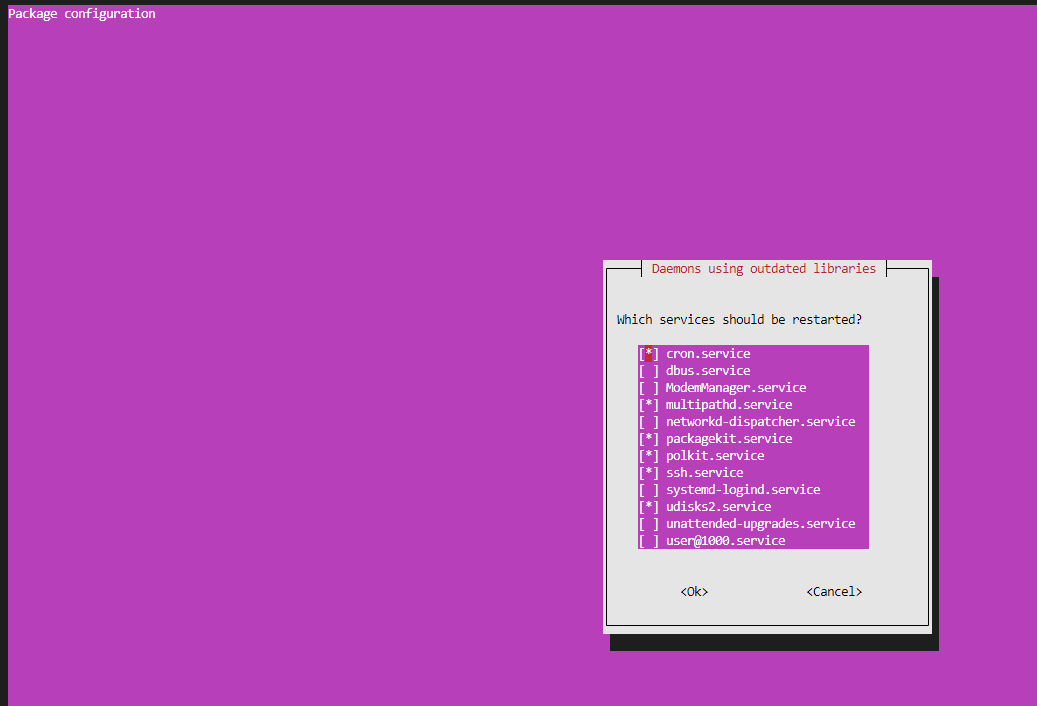 Package configuration
Daemons using outdated libraries
Which services should be restarted?
[*] cron.service
[ ] dbus.service
[ ] ModemManager.service
[*] multipathd.service
[ ] networkd-dispatcher.service
[*] packagekit.service
[*] polkit.service
[*] ssh.service
[ ] systemd-logind.service
[*] udisks2.service
[ ] unattended-upgrades.service
[ ] user@1000.service
<Ok> <Cancel>